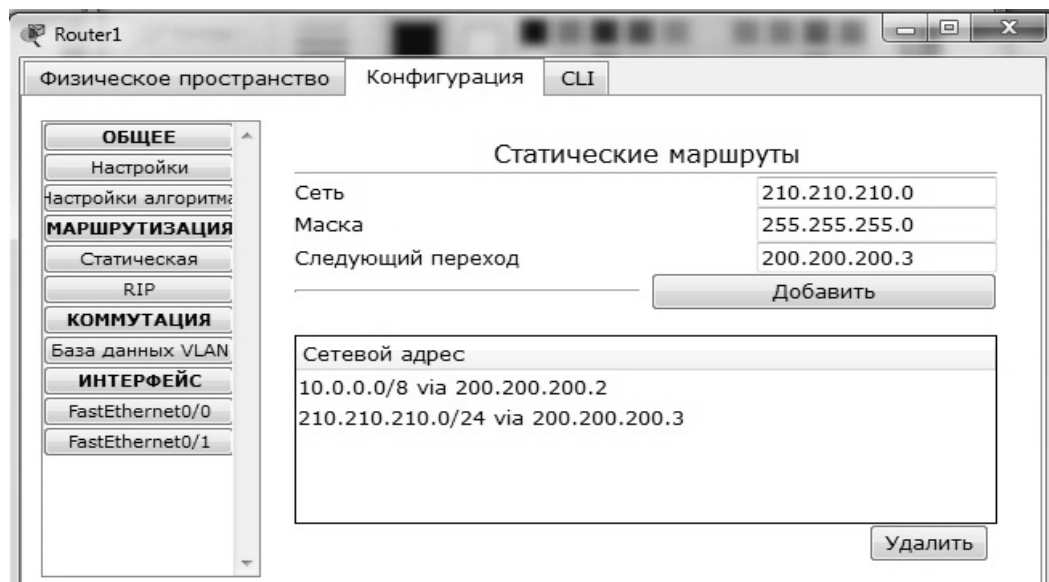 Router1
Физическое пространство
Конфигурация
CLI
ОБЩЕЕ
Настройки
Настройки алгоритма
МАРШРУТИЗАЦИЯ
Статическая
RIP
КОММУТАЦИЯ
База данных VLAN
ИНТЕРФЕЙС
FastEthernet0/0
FastEthernet0/1
Статические маршруты
Сеть 210.210.210.0
Маска 255.255.255.0
Следующий переход 200.200.200.3
Добавить
Сетевой адрес
10.0.0.0/8 via 200.200.200.2
210.210.210.0/24 via 200.200.200.3
Удалить